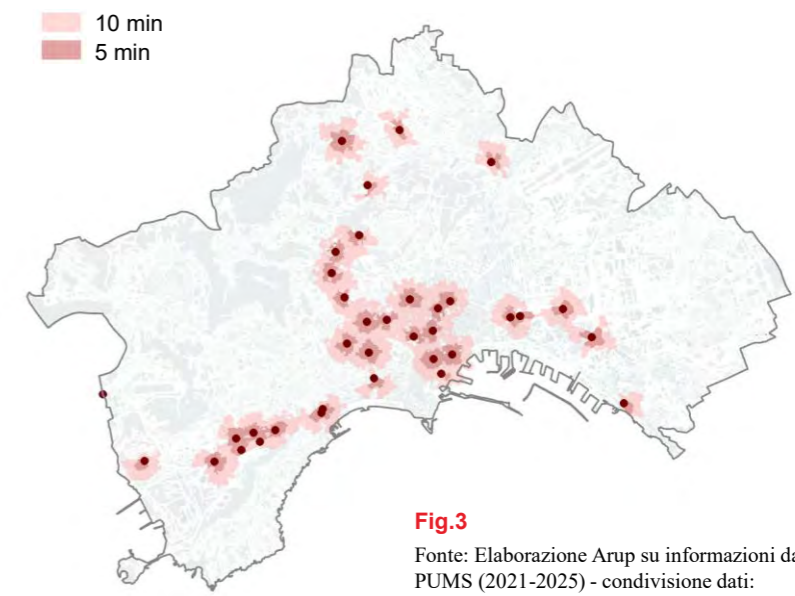 10 min
5 min
Fig.3
Fonte: Elaborazione Arup su informazioni da
PUMS (2021-2025) - condivisione dati: